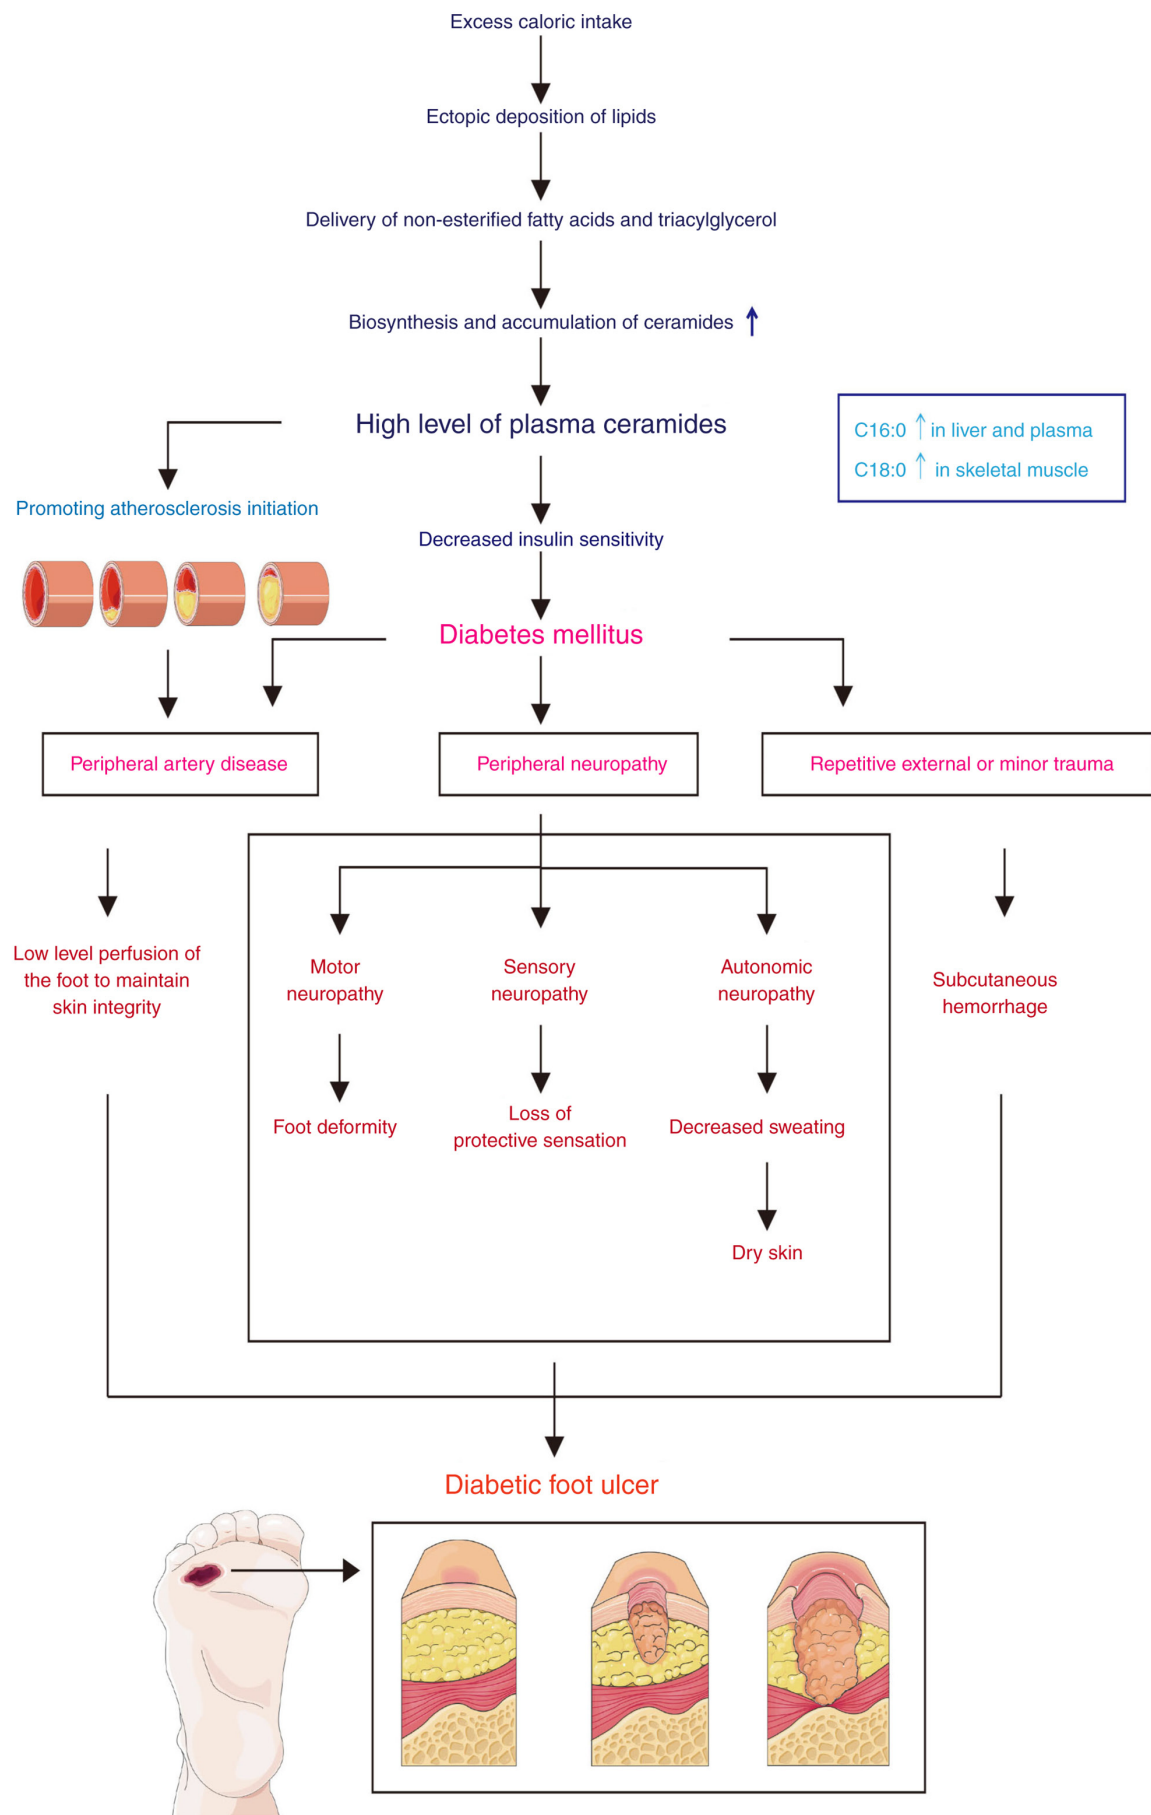 Excess caloric intake
Ectopic deposition of lipids
Delivery of non-esterified fatty acids and triacylglycerol
Biosynthesis and accumulation of ceramides
High level of plasma ceramides
C16:0 ↑ in liver and plasma
C18:0 ↑ in skeletal muscle
Promoting atherosclerosis initiation
Decreased insulin sensitivity
Diabetes mellitus
Peripheral artery disease
Peripheral neuropathy
Repetitive external or minor trauma
Low level perfusion of
the foot to maintain
skin integrity
Motor
neuropathy
Sensory
neuropathy
Autonomic
neuropathy
Subcutaneous
hemorrhage
Foot deformity
Loss of
protective sensation
Decreased sweating
Dry skin
Diabetic foot ulcer